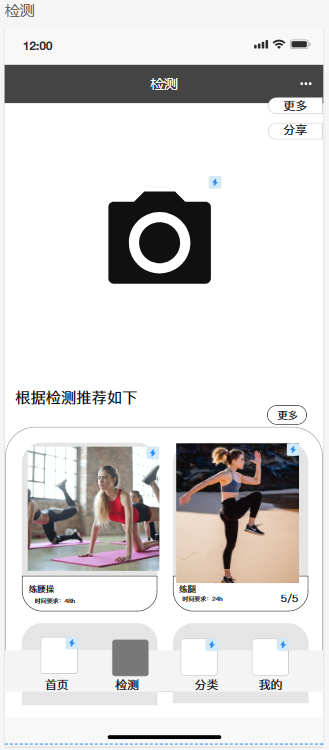 检测
12:00
检测
更多
分享
根据检测推荐如下
更多
练腰操
时间要求：48h
练腿
时间要求：24h
5/5
首页
检测
分类
我的